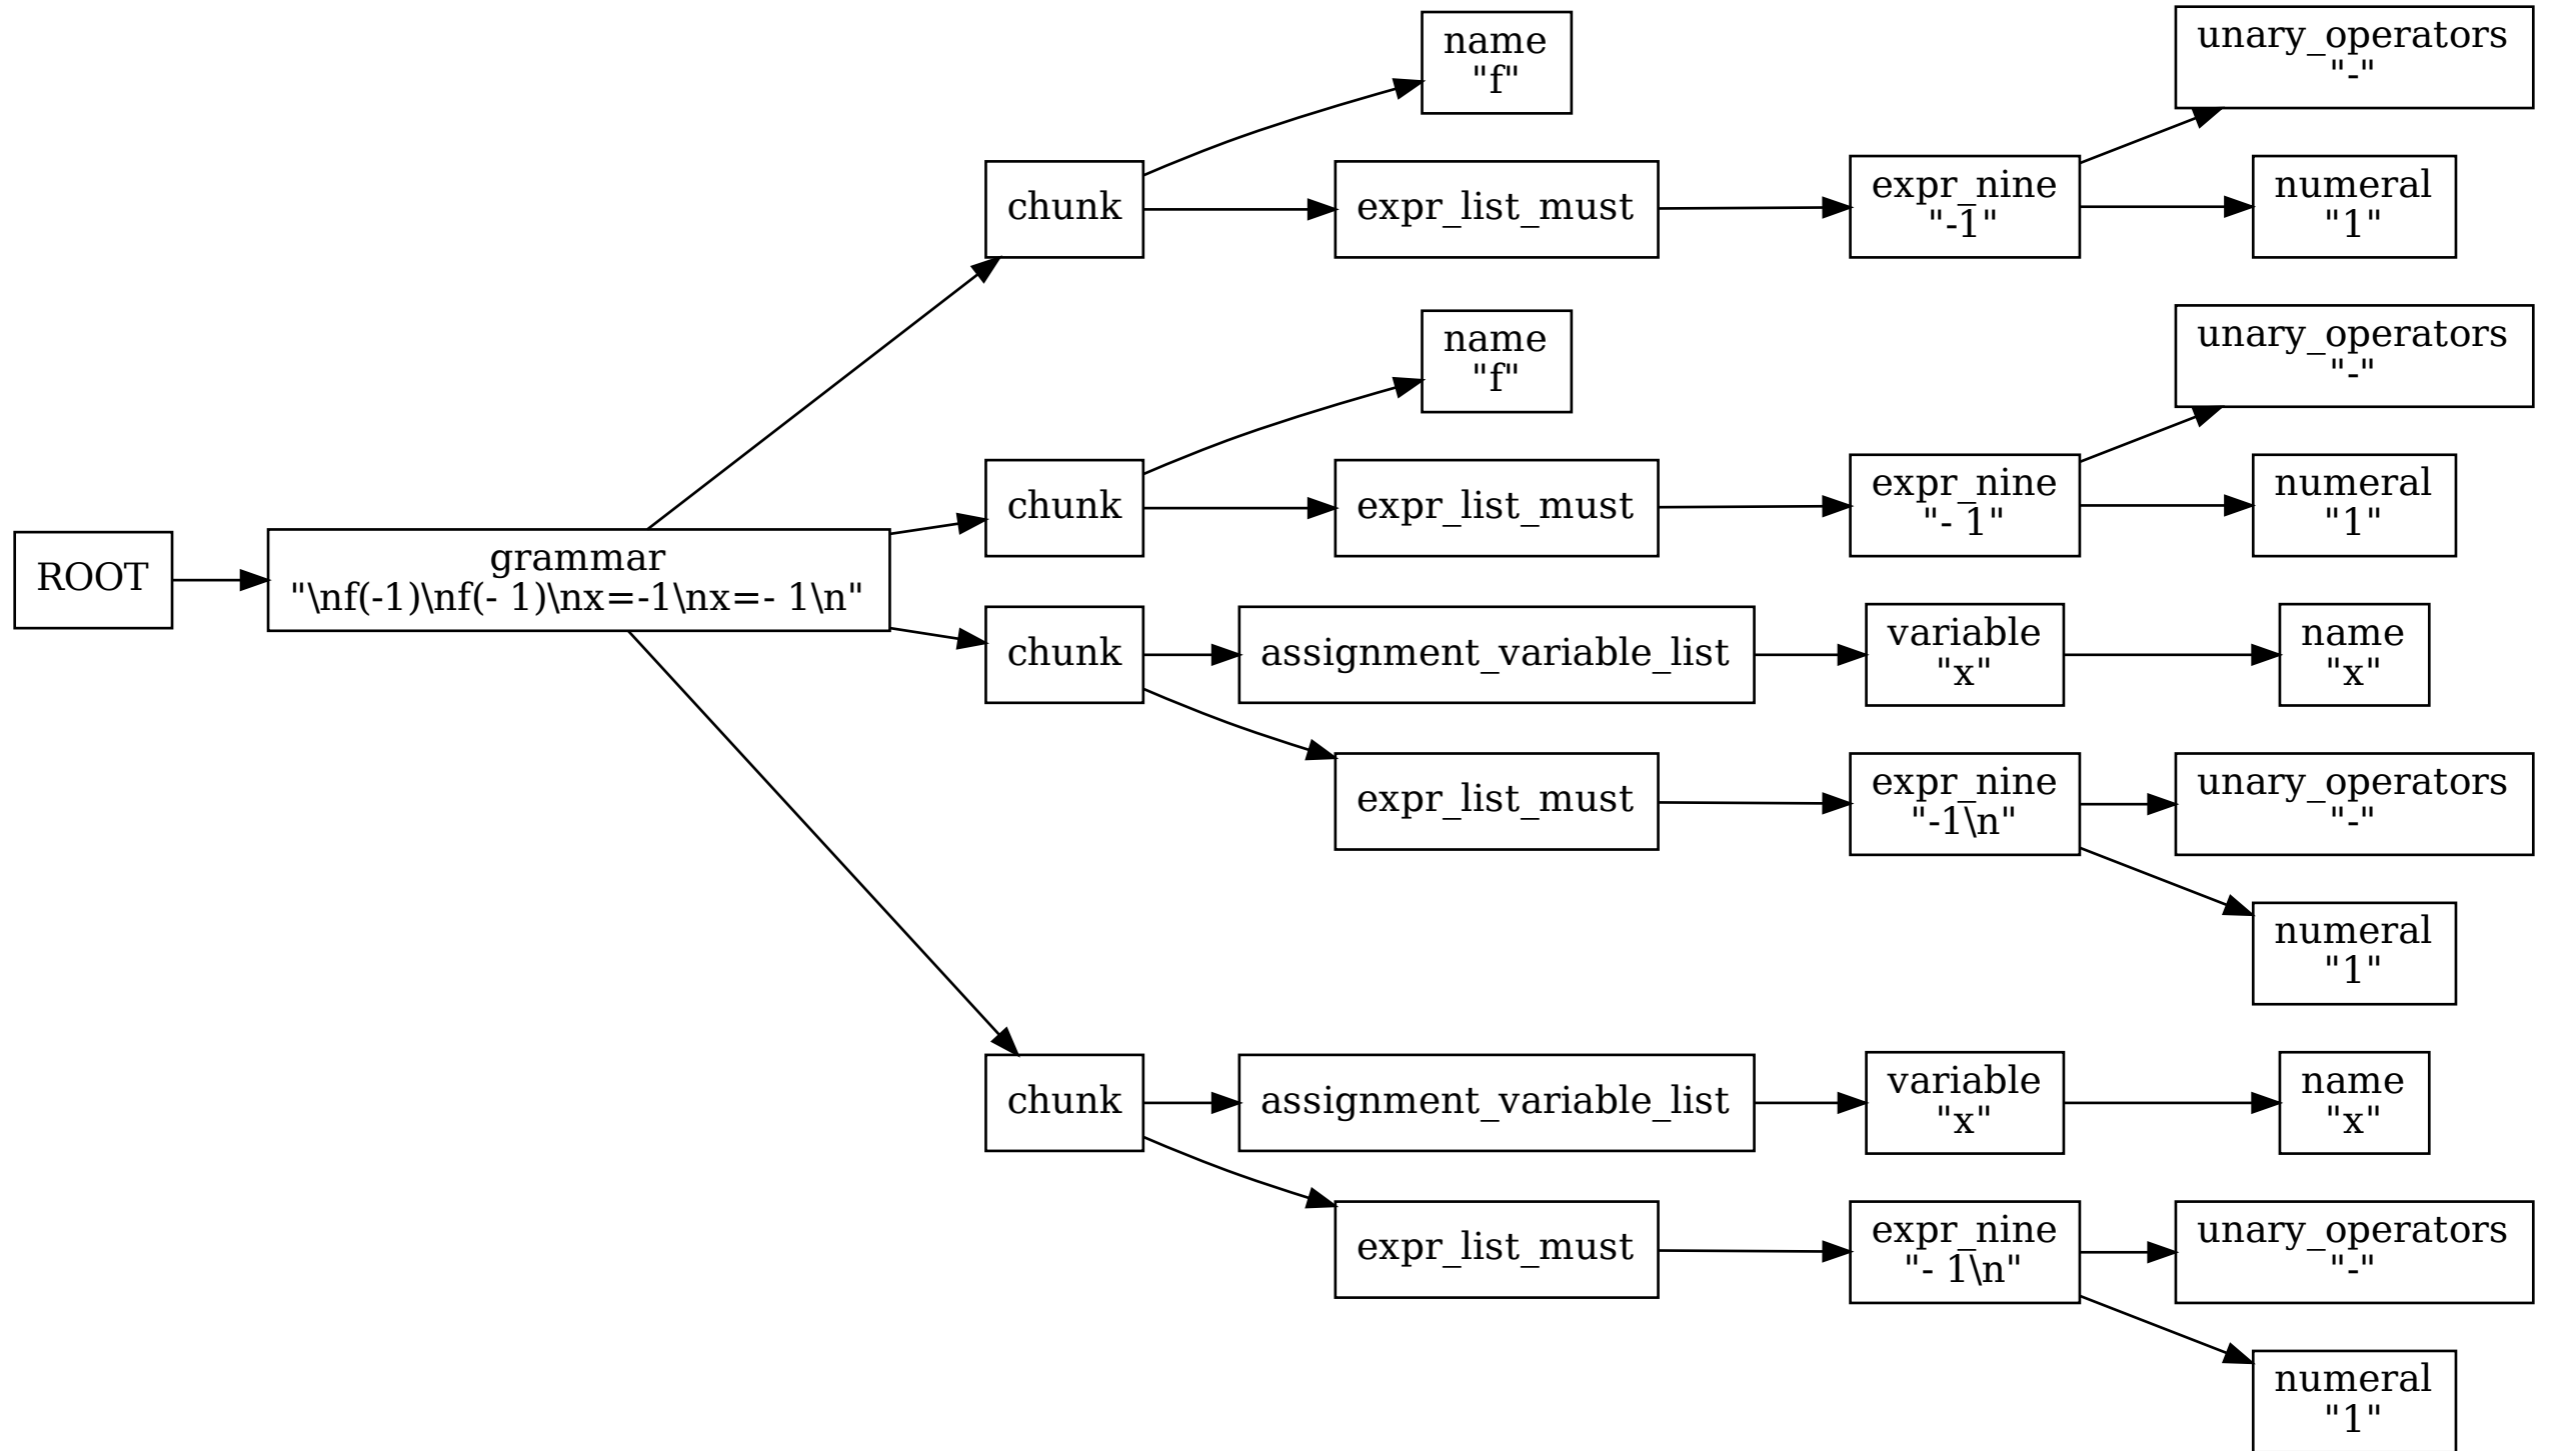 ROOT
grammar
"\nf(-1)\nf(- 1)\nx=-1\nx=- 1\n"
chunk
name
"f"
expr_list_must
expr_nine
"-1"
unary_operators
"-"
numeral
"1"
chunk
name
"f"
expr_list_must
expr_nine
"- 1"
unary_operators
"-"
numeral
"1"
chunk
assignment_variable_list
variable
"x"
name
"x"
expr_list_must
expr_nine
"-1\n"
unary_operators
"-"
numeral
"1"
chunk
assignment_variable_list
variable
"x"
name
"x"
expr_list_must
expr_nine
"- 1\n"
unary_operators
"-"
numeral
"1"